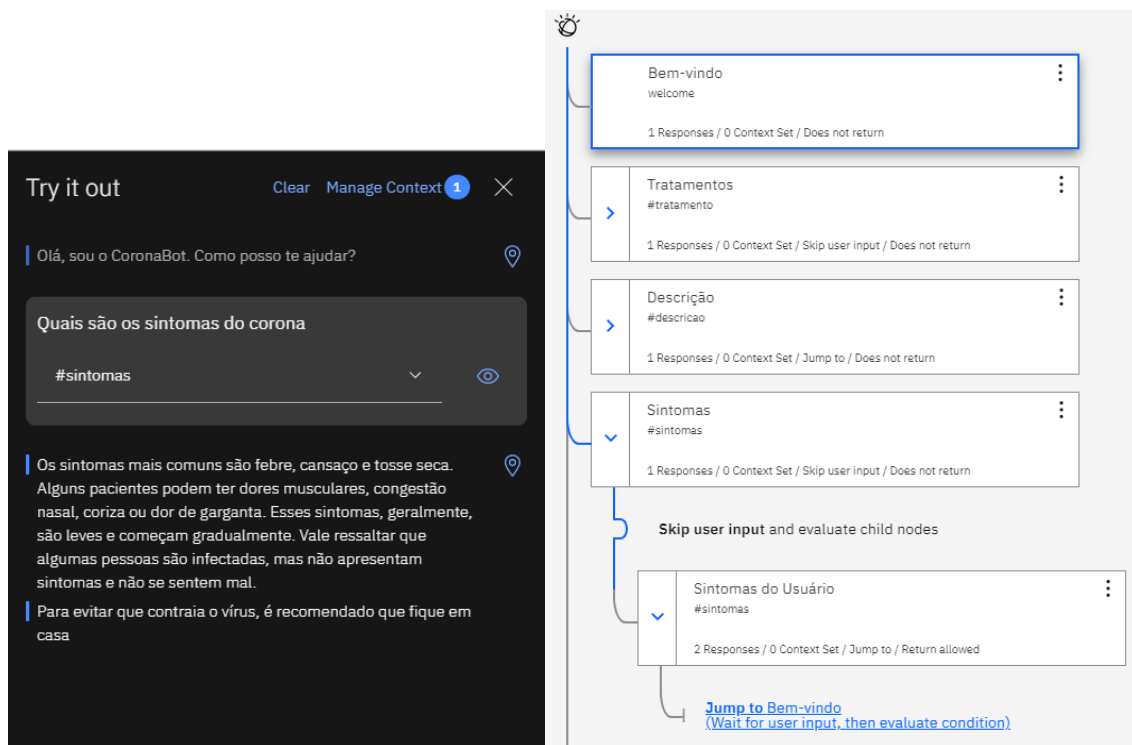 Try it out
Clear Manage Context 1
Olá, sou o CoronaBot. Como posso te ajudar?
Quais são os sintomas do corona
#sintomas
Os sintomas mais comuns são febre, cansaço e tosse seca.
Alguns pacientes podem ter dores musculares, congestão
nasal, coriza ou dor de garganta. Esses sintomas, geralmente,
são leves e começam gradualmente. Vale ressaltar que
algumas pessoas são infectadas, mas não apresentam
sintomas e não se sentem mal.
Para evitar que contraia o vírus, é recomendado que fique em
casa
Bem-vindo
welcome
1 Responses / 0 Context Set / Does not return
Tratamentos
#tratamento
1 Responses / 0 Context Set / Skip user input / Does not return
Descrição
#descricao
1 Responses / 0 Context Set / Jump to / Does not return
Sintomas
#sintomas
1 Responses / 0 Context Set / Skip user input / Does not return
Skip user input and evaluate child nodes
Sintomas do Usuário
#sintomas
2 Responses / 0 Context Set / Jump to / Return allowed
Jump to Bem-vindo
(Wait for user input, then evaluate condition)